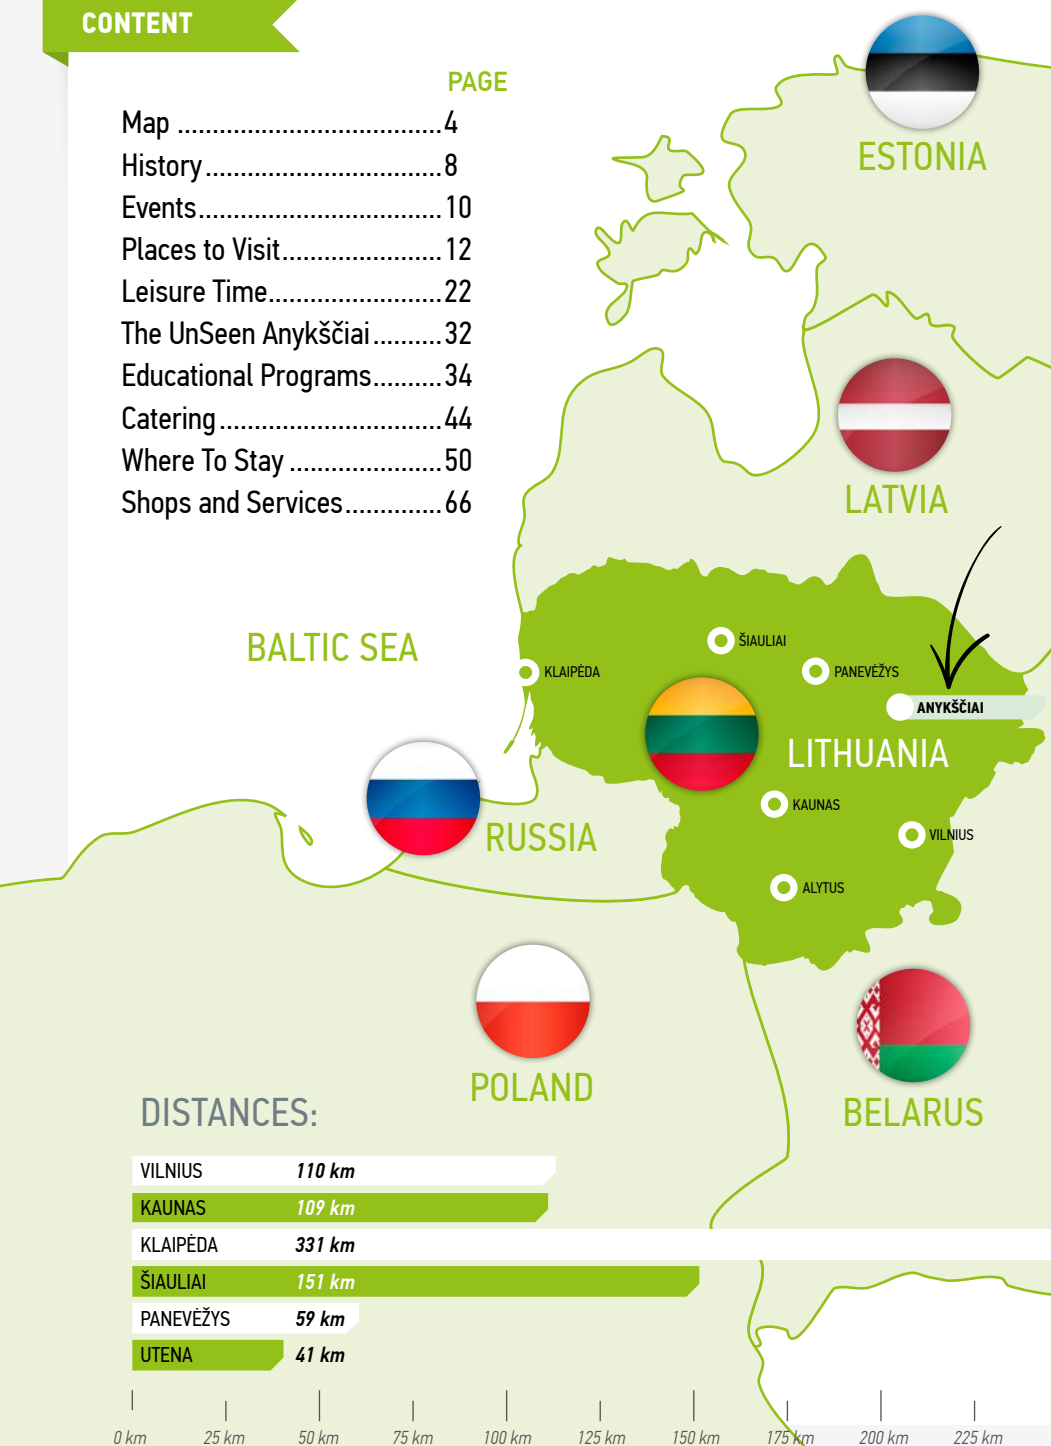 CONTENT
PAGE
Map ......................................4
History..................................8
Events...................................10
Places to Visit.......................12
Leisure Time.........................22
The UnSeen Anykščiai..........32
Educational Programs..........34
Catering................................44
Where To Stay ......................50
Shops and Services..............66
ESTONIA
LATVIA
BALTIC SEA
ŠIAULIAI
KLAIPĖDA
PANEVĖŽYS
ANYKŠČIAI
LITHUANIA
KAUNAS
RUSSIA
VILNIUS
ALYTUS
POLAND
BELARUS
DISTANCES:
VILNIUS 110 km
KAUNAS 109 km
KLAIPĖDA 331 km
ŠIAULIAI 151 km
PANEVĖŽYS 59 km
UTENA 41 km
0 km 25 km 50 km 75 km 100 km 125 km 150 km 175 km 200 km 225 km